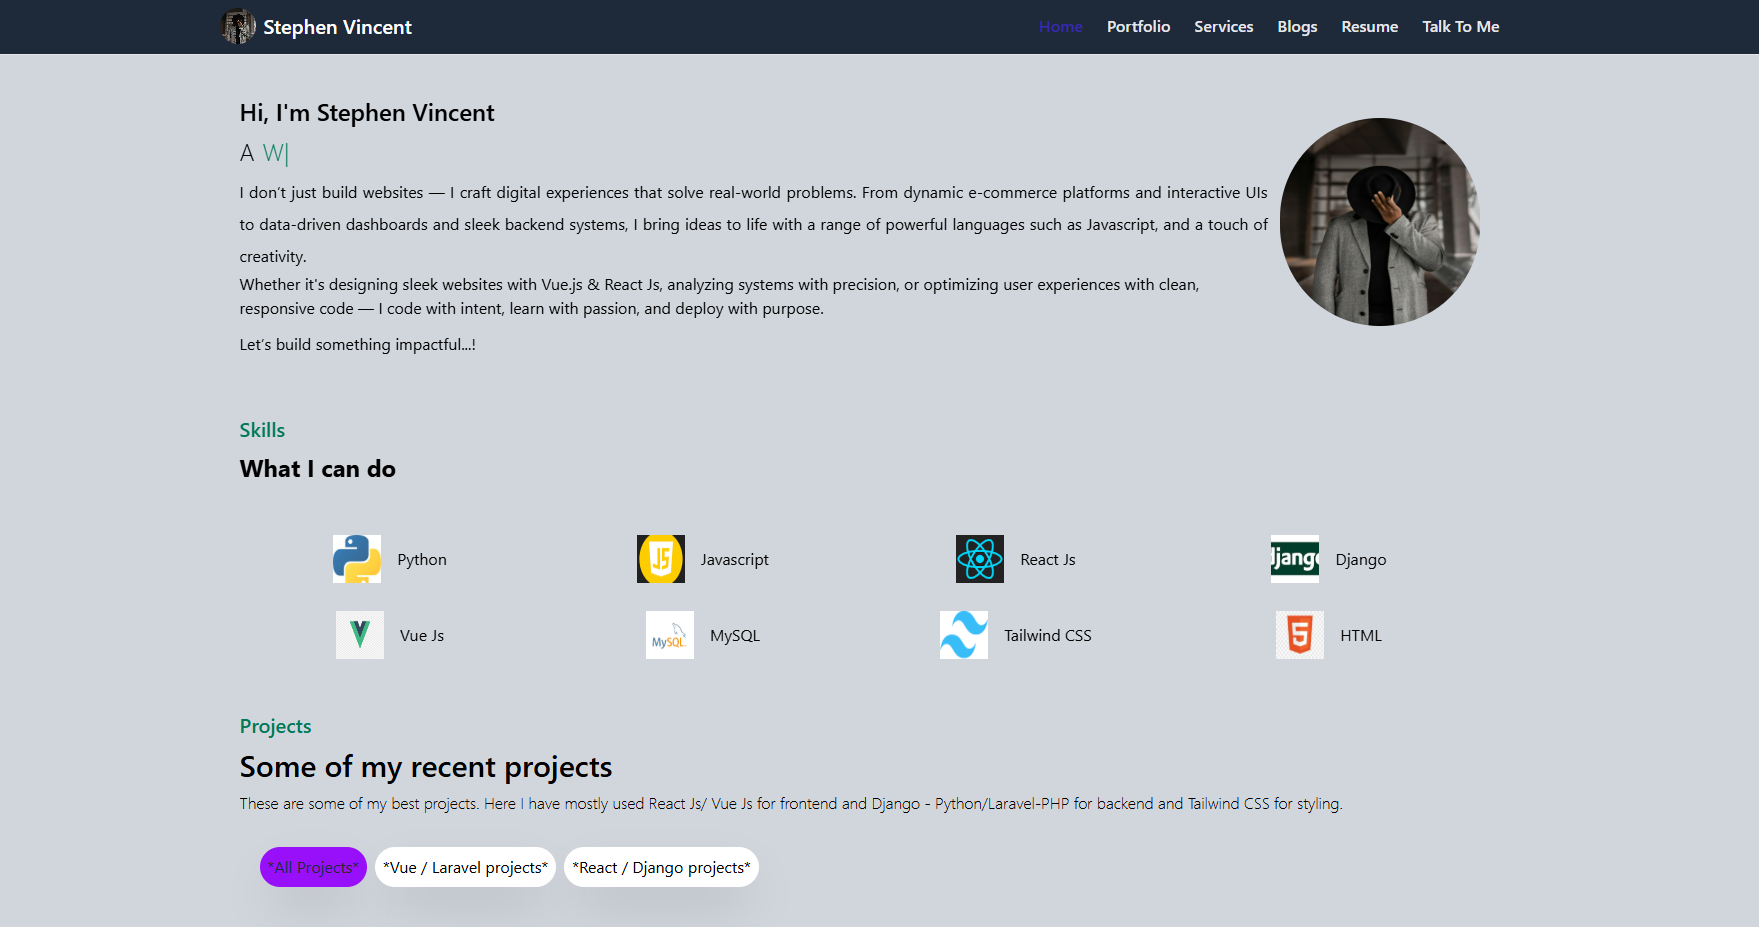 Stephen Vincent
Home Portfolio Services Blogs Resume Talk To Me
Hi, I'm Stephen Vincent
A W|
I don’t just build websites — I craft digital experiences that solve real-world problems. From dynamic e-commerce platforms and interactive UIs
to data-driven dashboards and sleek backend systems, I bring ideas to life with a range of powerful languages such as Javascript, and a touch of
creativity.
Whether it's designing sleek websites with Vue.js & React Js, analyzing systems with precision, or optimizing user experiences with clean,
responsive code — I code with intent, learn with passion, and deploy with purpose.
Let’s build something impactful...!
Skills
What I can do
Python
JS
Javascript
React Js
django
Django
Vue Js
MySQL
MySQL
Tailwind CSS
5
HTML
Projects
Some of my recent projects
These are some of my best projects. Here I have mostly used React Js/ Vue Js for frontend and Django - Python/Laravel-PHP for backend and Tailwind CSS for styling.
*All Projects* *Vue / Laravel projects* *React / Django projects*